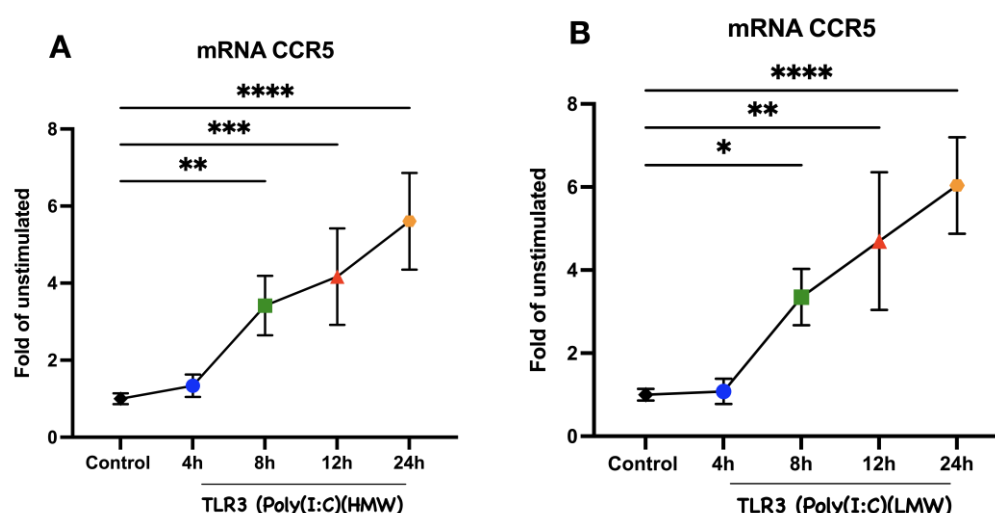 A
mRNA CCR5
****
***
**
Fold of unstimulated
8
6
4
2
0
Control 4h 8h 12h 24h
TLR3 (Poly(I:C)(HMW)
B
mRNA CCR5
****
**
*
Fold of unstimulated
8
6
4
2
0
Control 4h 8h 12h 24h
TLR3 (Poly(I:C)(LMW)